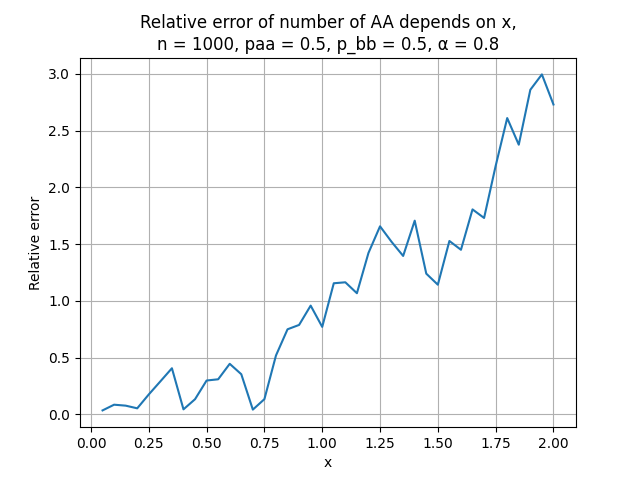 Relative error of number of AA depends on x,
n = 1000, paa = 0.5, p_bb = 0.5, α = 0.8
3.0
2.5
2.0
1.5
1.0
0.5
0.0
Relative error
0.00 0.25 0.50 0.75 1.00 1.25 1.50 1.75 2.00
x